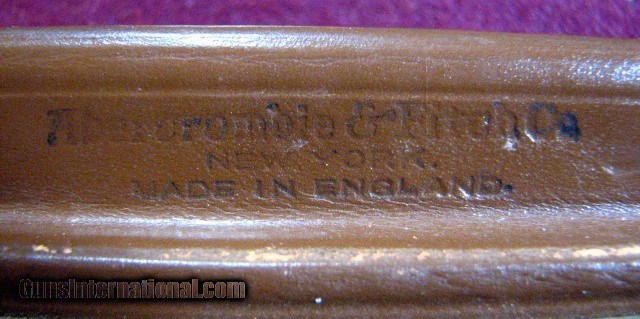 Abercrombie & Fitch Co
NEW YORK.
MADE IN ENGLAND.
GunsInternational.com